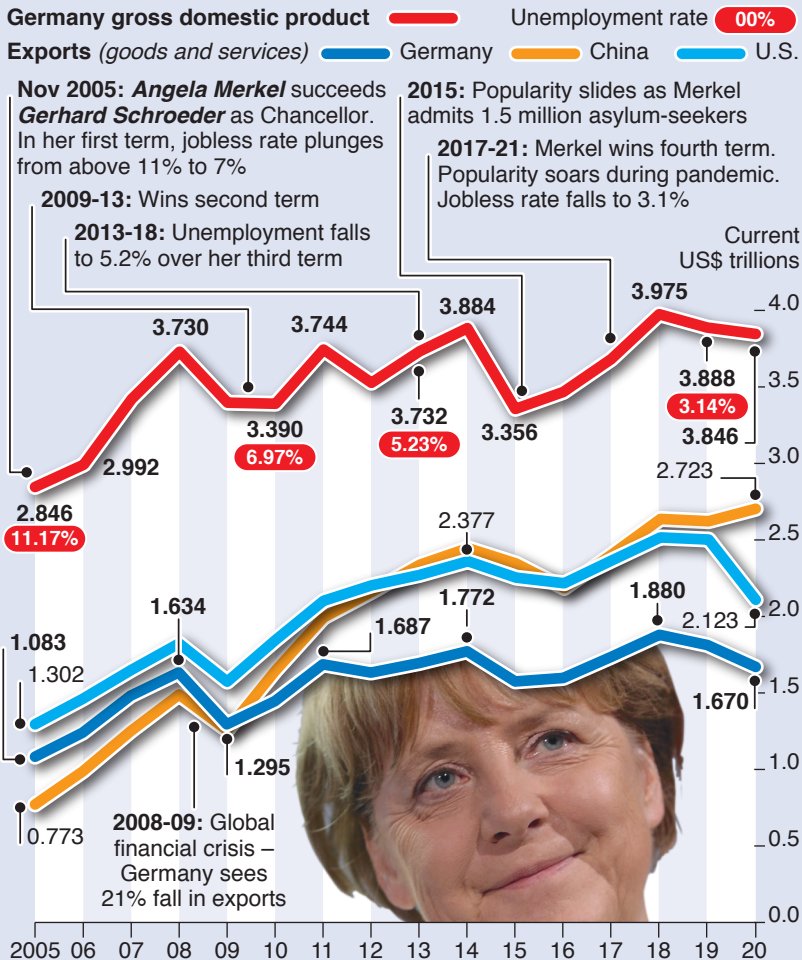 Germany gross domestic product
Unemployment rate 00%
Exports (goods and services) Germany China U.S.
Nov 2005: Angela Merkel succeeds
Gerhard Schroeder as Chancellor.
In her first term, jobless rate plunges
from above 11% to 7%
2009-13: Wins second term
2013-18: Unemployment falls
to 5.2% over her third term
2015: Popularity slides as Merkel
admits 1.5 million asylum-seekers
2017-21: Merkel wins fourth term.
Popularity soars during pandemic.
Jobless rate falls to 3.1%
Current
US$ trillions
4.0
3.5
3.0
2.5
2.0
1.5
1.0
0.5
0.0
2.846
11.17%
2.992
3.730
3.390
6.97%
3.744
3.732
5.23%
3.884
3.356
3.975
3.888
3.14%
3.846
2.723
2.377
1.634
1.772
1.880
2.123
1.083
1.302
1.687
1.670
1.295
0.773
2008-09: Global
financial crisis –
Germany sees
21% fall in exports
2005 06 07 08 09 10 11 12 13 14 15 16 17 18 19 20